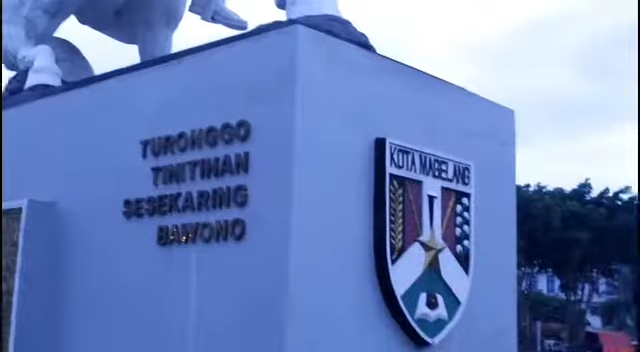 TURONGGO
TINITIHAN
SESEKARING
BAWONO
KOTA MAGELANG